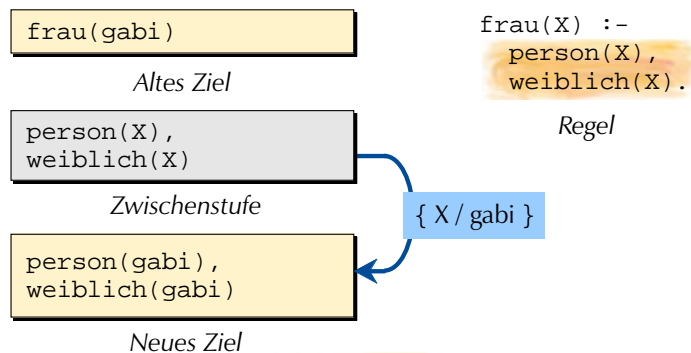 frau(gabi)
Altes Ziel
frau(X) :-
person(X),
weiblich(X).
Regel
person(X),
weiblich(X)
Zwischenstufe
{ X / gabi }
person(gabi),
weiblich(gabi)
Neues Ziel